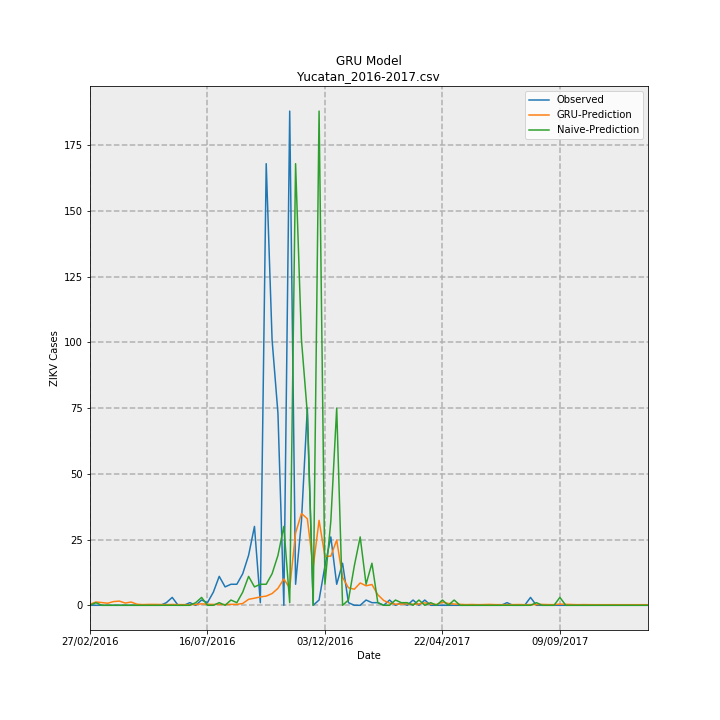 GRU Model
Yucatan_2016-2017.csv
Observed
GRU-Prediction
Naive-Prediction
175
150
125
100
75
50
25
0
ZIKV Cases
27/02/2016
16/07/2016
03/12/2016
22/04/2017
09/09/2017
Date